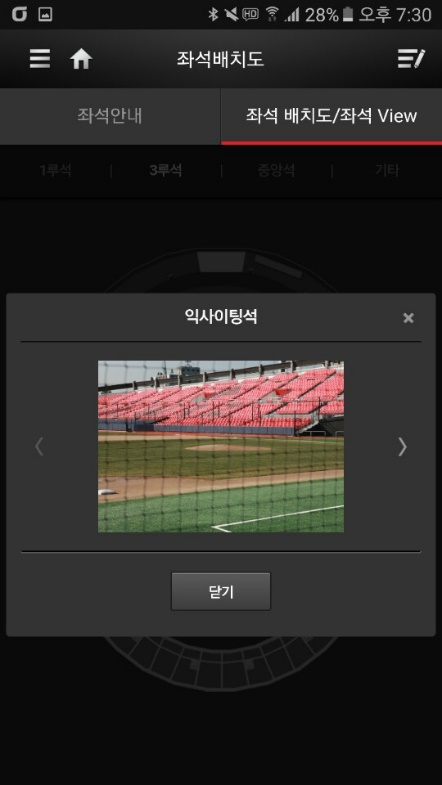 HD 28% 오후 7:30
좌석배치도
좌석안내 좌석 배치도/좌석 View
1루석 | 3루석 | 중앙석 | 기타
익사이팅석
닫기